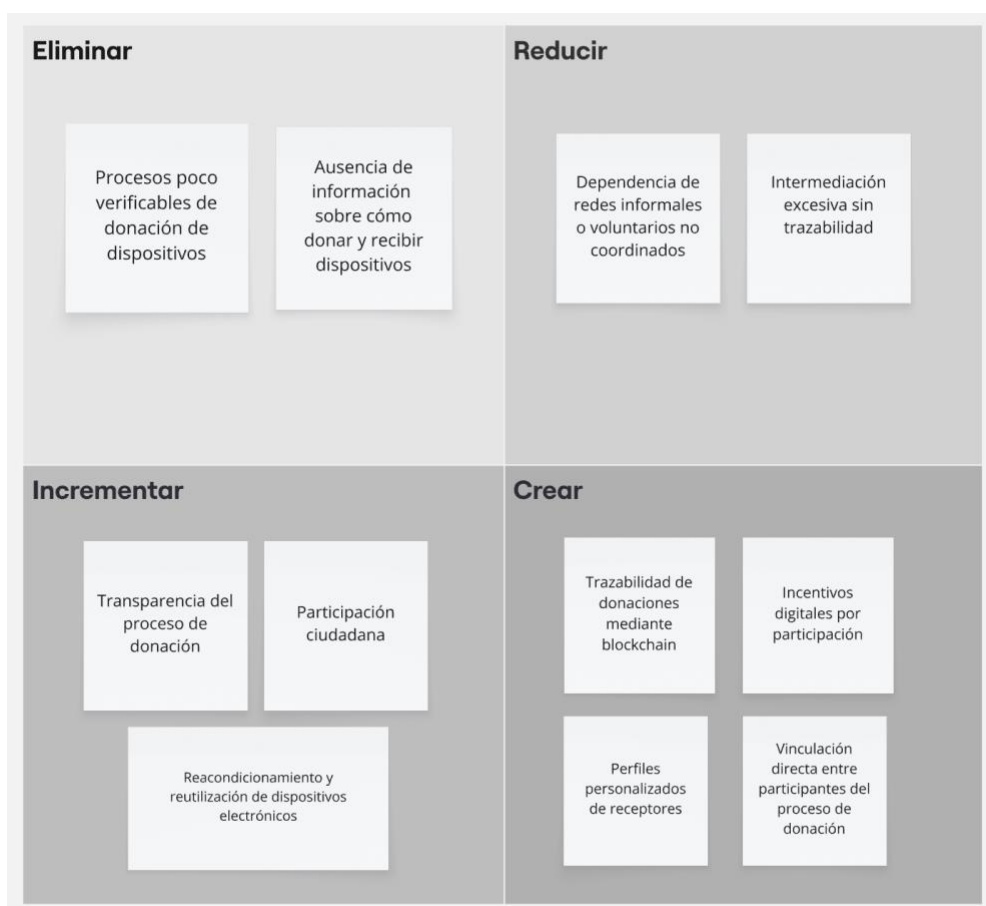 Eliminar
Procesos poco
verificables de
donación de
dispositivos
Ausencia de
información
sobre cómo
donar y recibir
dispositivos
Reducir
Dependencia de
redes informales
o voluntarios no
coordinados
Intermediación
excesiva sin
trazabilidad
Incrementar
Transparencia del
proceso de
donación
Participación
ciudadana
Reacondicionamiento y
reutilización de dispositivos
electrónicos
Crear
Trazabilidad de
donaciones
mediante
blockchain
Incentivos
digitales por
participación
Perfiles
personalizados
de receptores
Vinculación
directa entre
participantes del
proceso de
donación